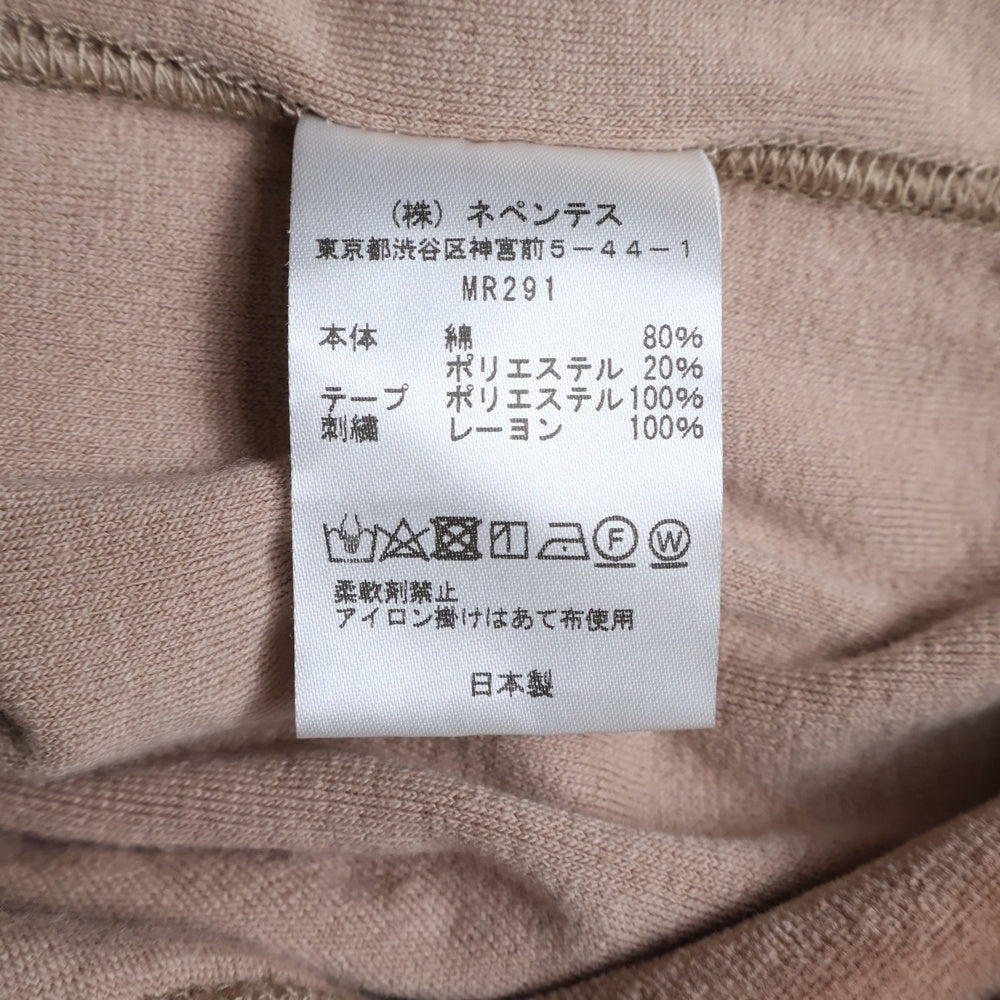 (株) ネペンテス
東京都渋谷区神宮前5-44-1
MR291
本体 綿 80%
ポリエステル 20%
テープ ポリエステル 100%
刺繍 レーヨン 100%
F W
柔軟剤禁止
アイロン掛けはあて布使用
日本製